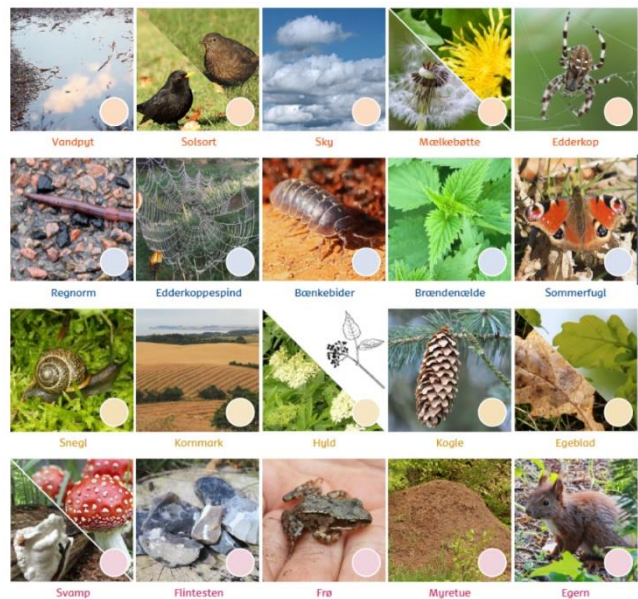 Vandpyt
Solsort
Sky
Mælkebøtte
Edderkop
Regnorm
Edderkoppespind
Bænkebider
Brændenælde
Sommerfugl
Snegl
Kornmark
Hyld
Kogle
Egeblad
Svamp
Flintesten
Frø
Myretue
Egern